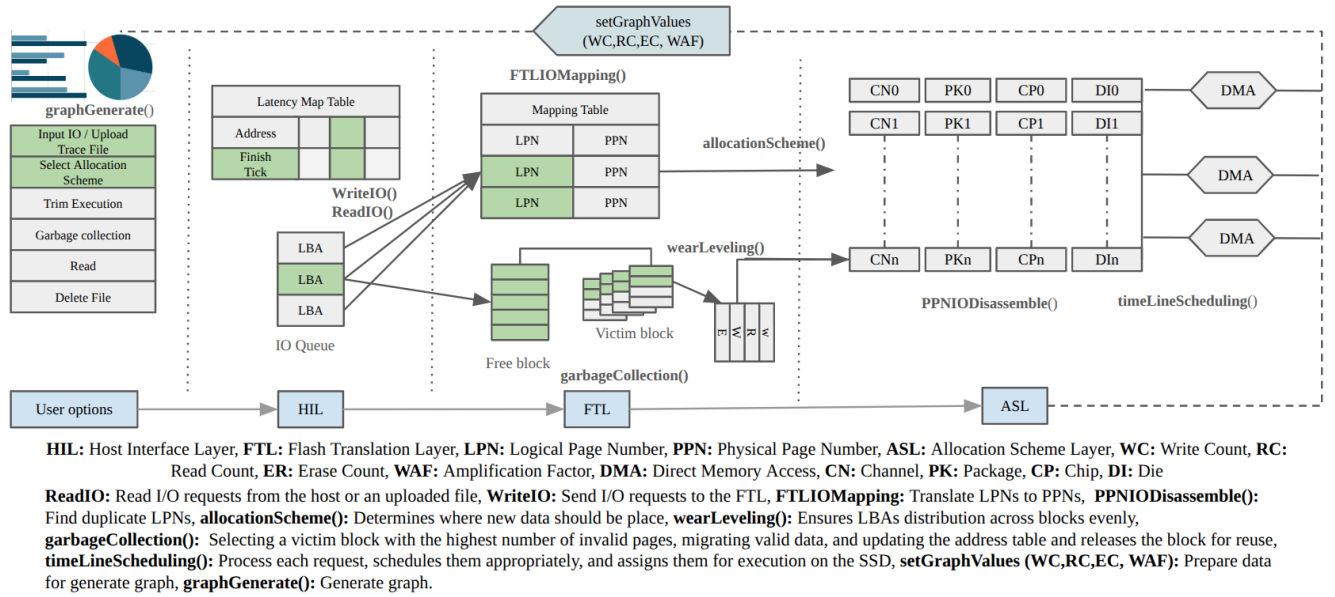 setGraphValues
(WC,RC,EC, WAF)
graphGenerate()
Input IO / Upload
Trace File
Select Allocation
Scheme
Trim Execution
Garbage collection
Read
Delete File
Latency Map Table
Address
Finish
Tick
WriteIO()
ReadIO()
LBA
LBA
LBA
IO Queue
FTLIOMapping()
Mapping Table
LPN PPN
LPN PPN
LPN PPN
allocationScheme()
wearLeveling()
Free block
Victim block
E W R w
garbageCollection()
CN0 PK0 CP0 DI0
CN1 PK1 CP1 DI1
CNn PKn CPn DIn
DMA
DMA
DMA
PPNIODisassemble()
timeLineScheduling()
User options
HIL
FTL
ASL
HIL: Host Interface Layer, FTL: Flash Translation Layer, LPN: Logical Page Number, PPN: Physical Page Number, ASL: Allocation Scheme Layer, WC: Write Count, RC:
Read Count, ER: Erase Count, WAF: Amplification Factor, DMA: Direct Memory Access, CN: Channel, PK: Package, CP: Chip, DI: Die
ReadIO: Read I/O requests from the host or an uploaded file, WriteIO: Send I/O requests to the FTL, FTLIOMapping: Translate LPNs to PPNs, PPNIODisassemble():
Find duplicate LPNs, allocationScheme(): Determines where new data should be place, wearLeveling(): Ensures LBAs distribution across blocks evenly,
garbageCollection(): Selecting a victim block with the highest number of invalid pages, migrating valid data, and updating the address table and releases the block for reuse,
timeLineScheduling(): Process each request, schedules them appropriately, and assigns them for execution on the SSD, setGraphValues (WC,RC,EC, WAF): Prepare data
for generate graph, graphGenerate(): Generate graph.